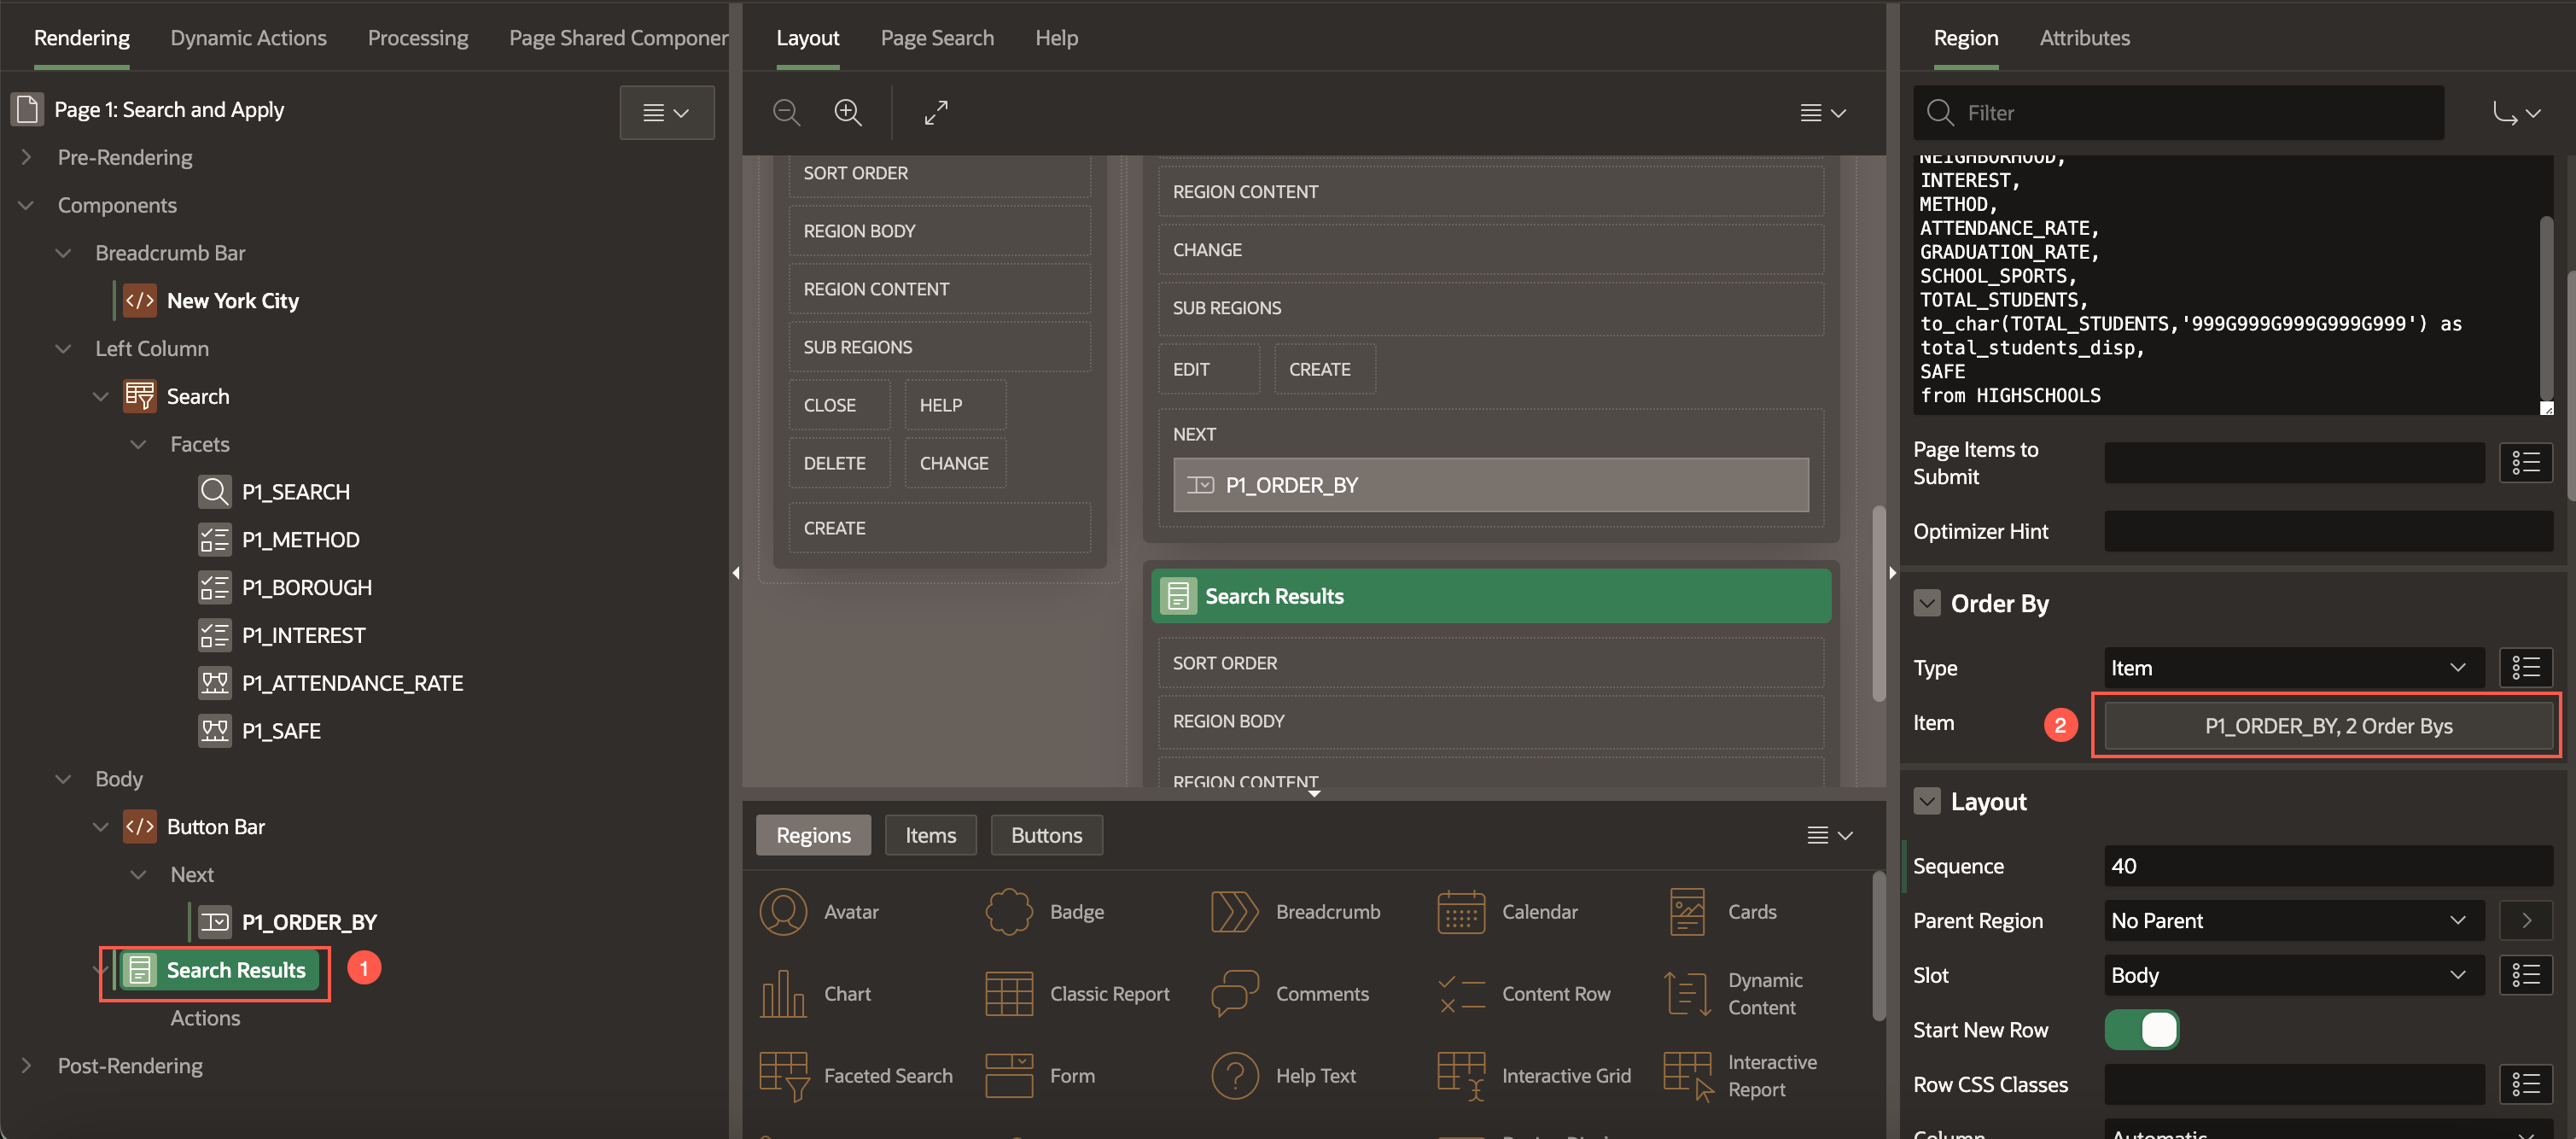 Rendering
Dynamic Actions
Processing
Page Shared Componer
Page 1: Search and Apply
Pre-Rendering
Components
Breadcrumb Bar
New York City
Left Column
Search
Facets
P1_SEARCH
P1_METHOD
P1_BOROUGH
P1_INTEREST
P1_ATTENDANCE_RATE
P1_SAFE
Body
Button Bar
Next
P1_ORDER_BY
Search Results
1
Actions
Post-Rendering
Layout
Page Search
Help
SORT ORDER
REGION BODY
REGION CONTENT
SUB REGIONS
CLOSE
HELP
DELETE
CHANGE
CREATE
REGION CONTENT
CHANGE
SUB REGIONS
EDIT
CREATE
NEXT
P1_ORDER_BY
Search Results
SORT ORDER
REGION BODY
REGION CONTENT
Regions
Items
Buttons
Avatar
Badge
Breadcrumb
Calendar
Cards
Chart
Classic Report
Comments
Content Row
Dynamic
Content
Faceted Search
Form
Help Text
Interactive Grid
Interactive
Report
Region
Attributes
Filter
NEIGHBORHOOD,
INTEREST,
METHOD,
ATTENDANCE_RATE,
GRADUATION_RATE,
SCHOOL_SPORTS,
TOTAL_STUDENTS,
to_char(TOTAL_STUDENTS,'999G999G999G999G999') as
total_students_disp,
SAFE
from HIGHSCHOOLS
Page Items to
Submit
Optimizer Hint
Order By
Type
Item
Item
2
P1_ORDER_BY, 2 Order Bys
Layout
Sequence
40
Parent Region
No Parent
Slot
Body
Start New Row
Row CSS Classes
Column
Automatic